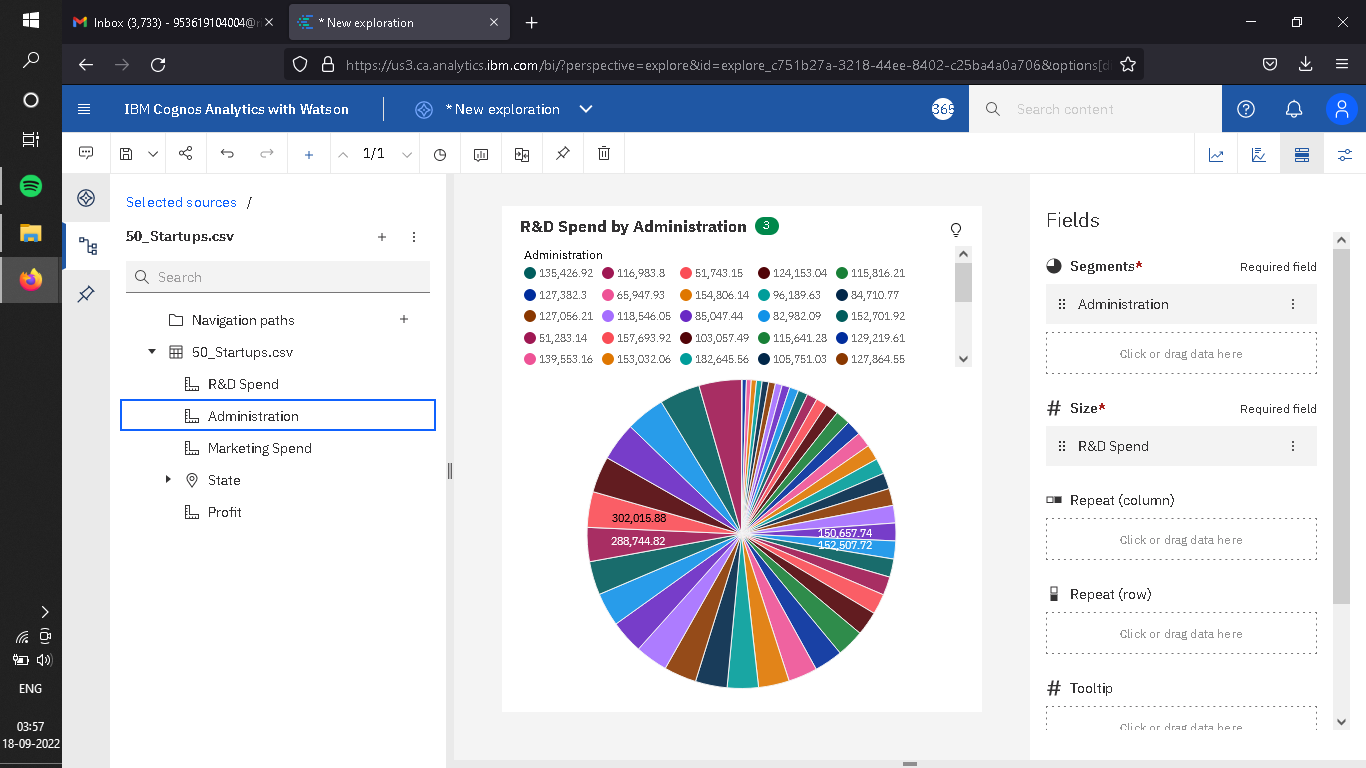 Inbox (3,733) - 953619104004@r
* New exploration
https://us3.ca.analytics.ibm.com/bi/?perspective=explore&id=explore_c751b27a-3218-44ee-8402-c25ba4a0a706&options[d
IBM Cognos Analytics with Watson
* New exploration
365
Search content
1/1
Selected sources /
50_Startups.csv
Search
Navigation paths
50_Startups.csv
R&D Spend
Administration
Marketing Spend
State
Profit
R&D Spend by Administration 3
Administration
135,426.92 116,983.8 51,743.15 124,153.04 115,816.21
127,382.3 65,947.93 154,806.14 96,189.63 84,710.77
127,056.21 118,546.05 85,047.44 82,982.09 152,701.92
51,283.14 157,693.92 103,057.49 115,641.28 129,219.61
139,553.16 153,032.06 182,645.56 105,751.03 127,864.55
302,015.88
288,744.82
150,657.74
152,507.72
Fields
Segments* Required field
Administration
Click or drag data here
Size* Required field
R&D Spend
Repeat (column)
Click or drag data here
Repeat (row)
Click or drag data here
Tooltip
Click or drag data here
ENG
03:57
18-09-2022